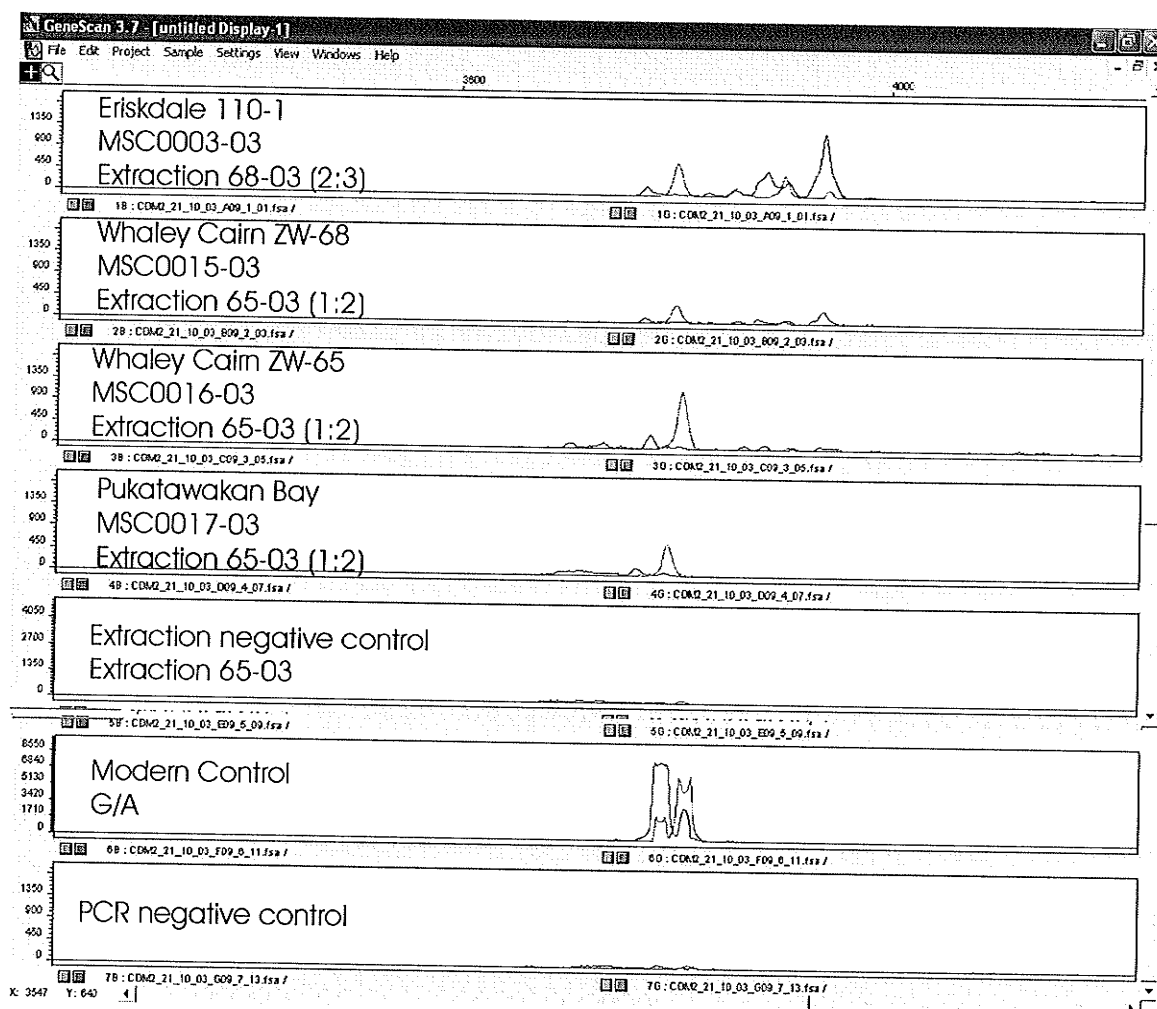 GeneScan 3.7 - [untitled Display-1]
File Edit Project Sample Settings View Windows Help
3600 4000
1350
900
450
0
Eriskdale 110-1
MSC0003-03
Extraction 68-03 (2:3)
1B : CDM2_21_10_03_A09_1_01.fsa / 1G : CDM2_21_10_03_A09_1_01.fsa /
1350
900
450
0
Whaley Cairn ZW-68
MSC0015-03
Extraction 65-03 (1:2)
2B : CDM2_21_10_03_B09_2_03.fsa / 2G : CDM2_21_10_03_B09_2_03.fsa /
1350
900
450
0
Whaley Cairn ZW-65
MSC0016-03
Extraction 65-03 (1:2)
3B : CDM2_21_10_03_C09_3_05.fsa / 3G : CDM2_21_10_03_C09_3_05.fsa /
1350
900
450
0
Pukatawakan Bay
MSC0017-03
Extraction 65-03 (1:2)
4B : CDM2_21_10_03_D09_4_07.fsa / 4G : CDM2_21_10_03_D09_4_07.fsa /
4050
2700
1350
0
Extraction negative control
Extraction 65-03
5B : CDM2_21_10_03_E09_5_09.fsa / 5G : CDM2_21_10_03_E09_5_09.fsa /
8550
6840
5130
3420
1710
0
Modern Control
G/A
6B : CDM2_21_10_03_F09_6_11.fsa / 6G : CDM2_21_10_03_F09_6_11.fsa /
1350
900
450
0
PCR negative control
7B : CDM2_21_10_03_G09_7_13.fsa / 7G : CDM2_21_10_03_G09_7_13.fsa /
X: 3547 Y: 640